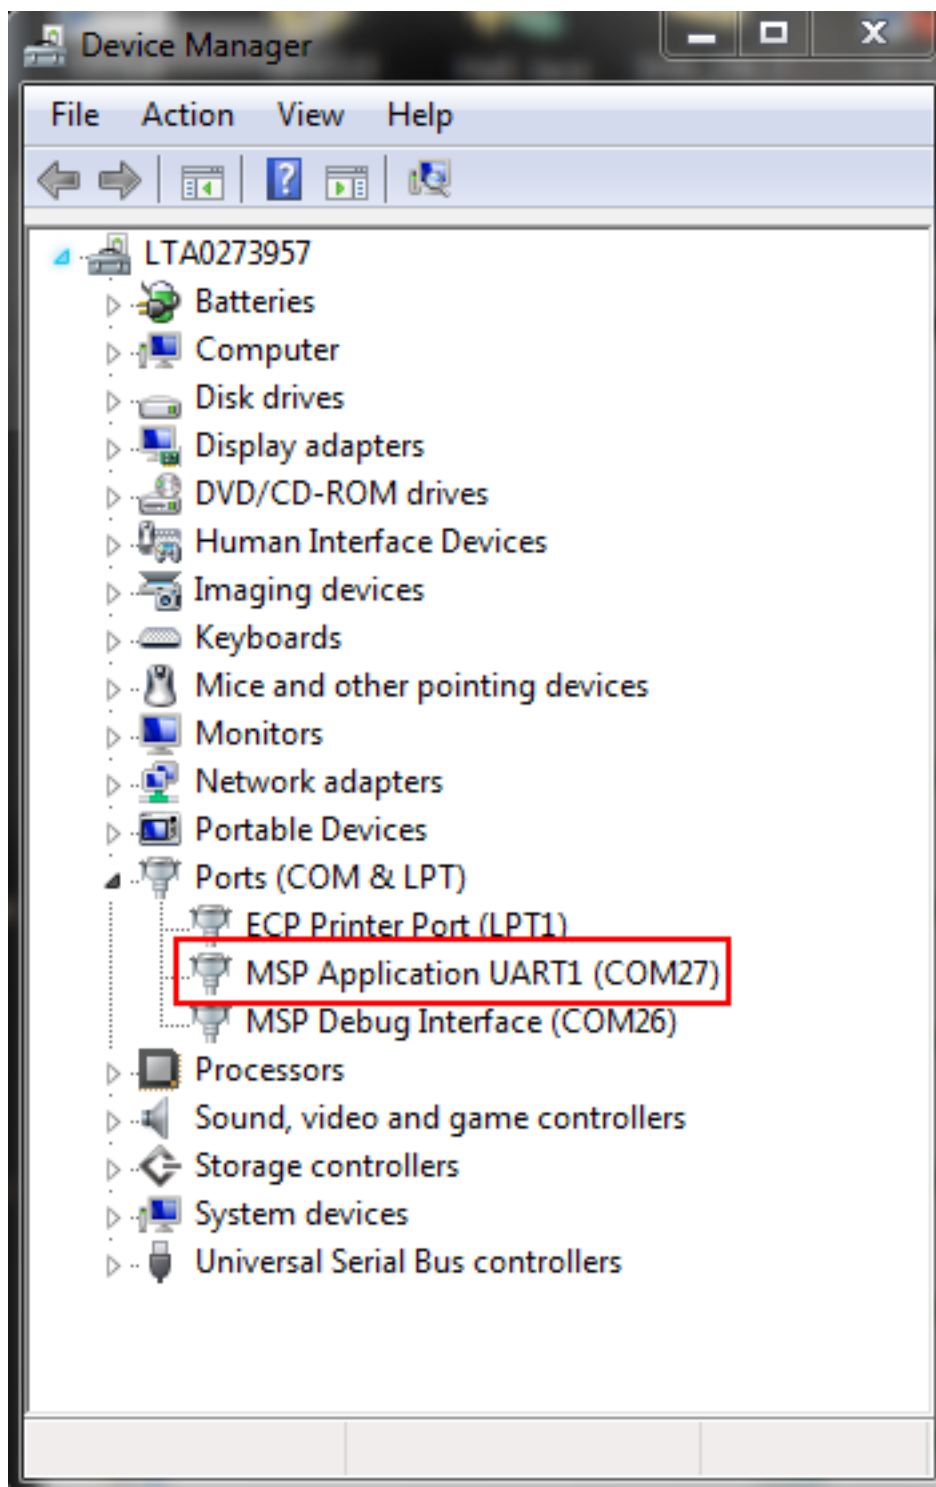 Device Manager
File Action View Help
LTA0273957
Batteries
Computer
Disk drives
Display adapters
DVD/CD-ROM drives
Human Interface Devices
Imaging devices
Keyboards
Mice and other pointing devices
Monitors
Network adapters
Portable Devices
Ports (COM & LPT)
ECP Printer Port (LPT1)
MSP Application UART1 (COM27)
MSP Debug Interface (COM26)
Processors
Sound, video and game controllers
Storage controllers
System devices
Universal Serial Bus controllers